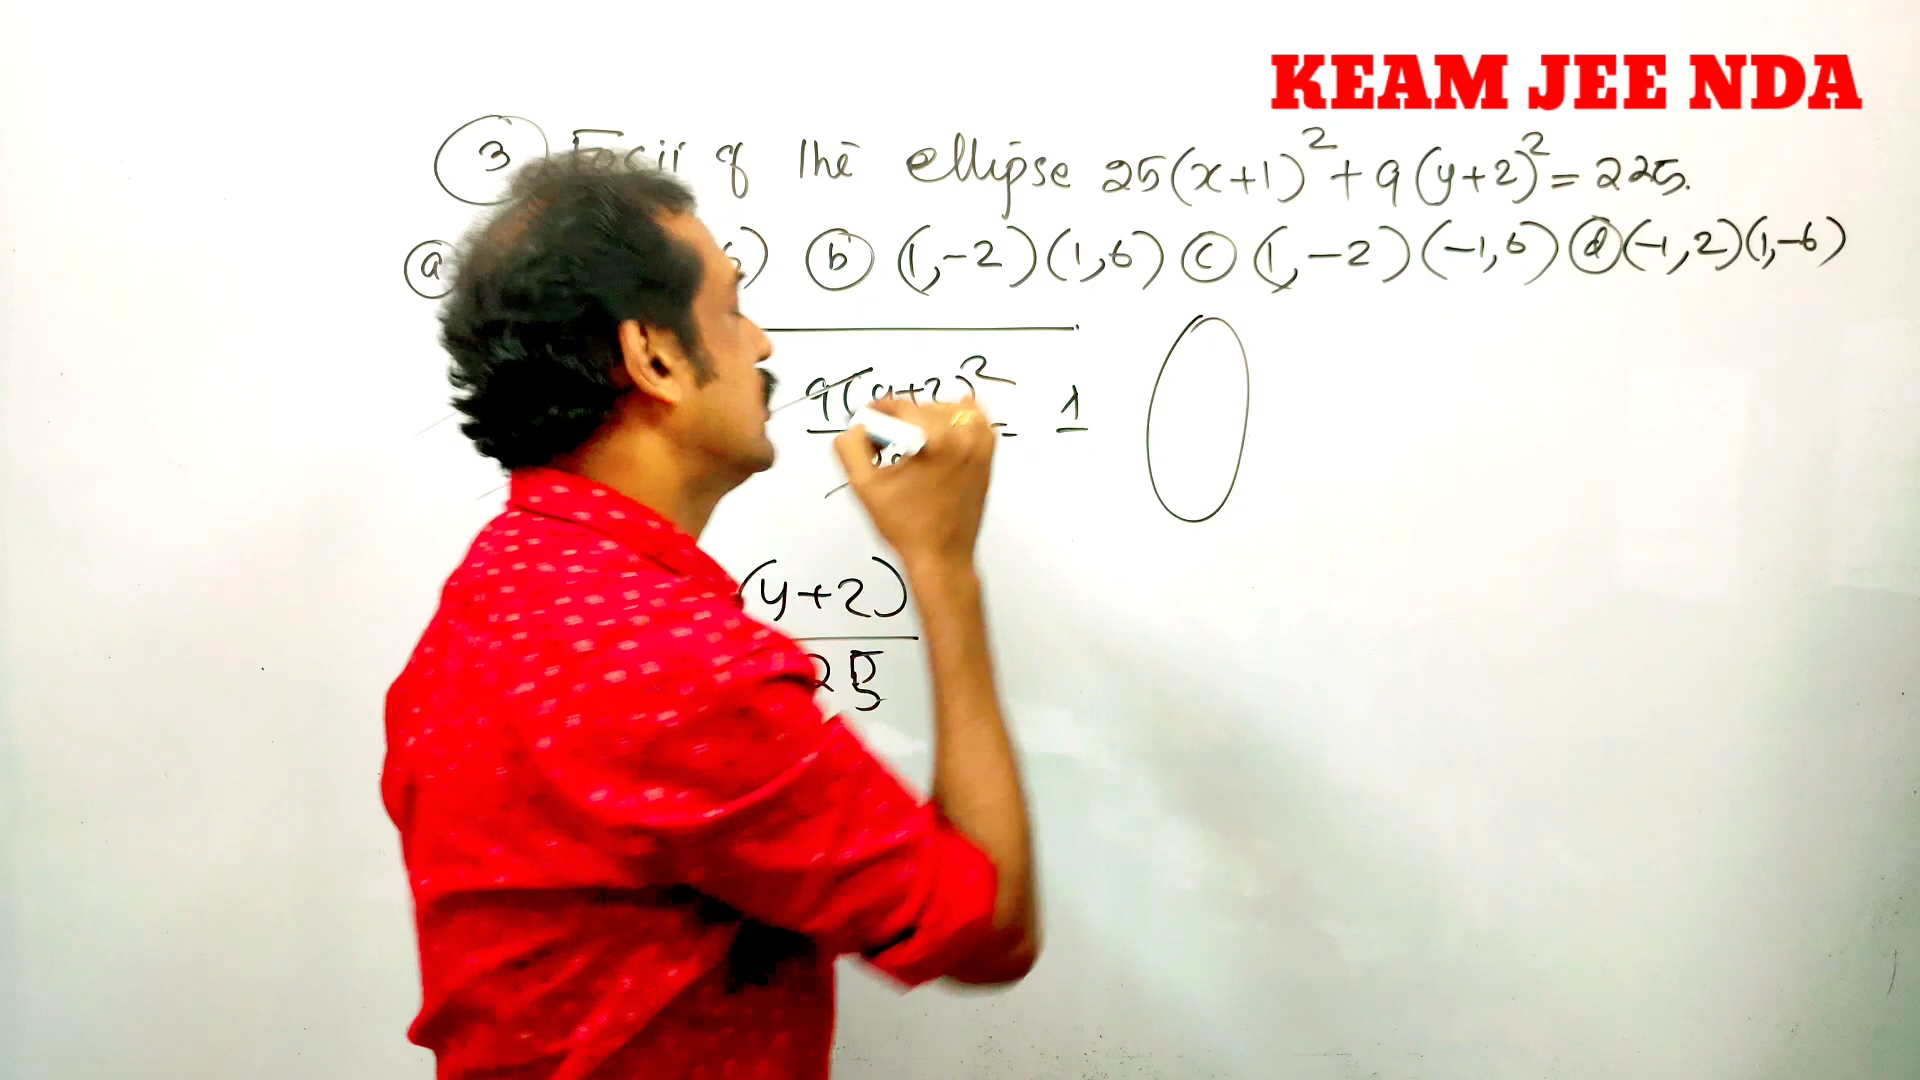 KEAM JEE NDA
3 Focii of the ellipse 25(x+1)² + 9(y+2)² = 225.
a ) b (1,-2)(1,6) c (1,-2)(-1,6) d (-1,2)(1,-6)
9(y+2)² = 1
(y+2)
25